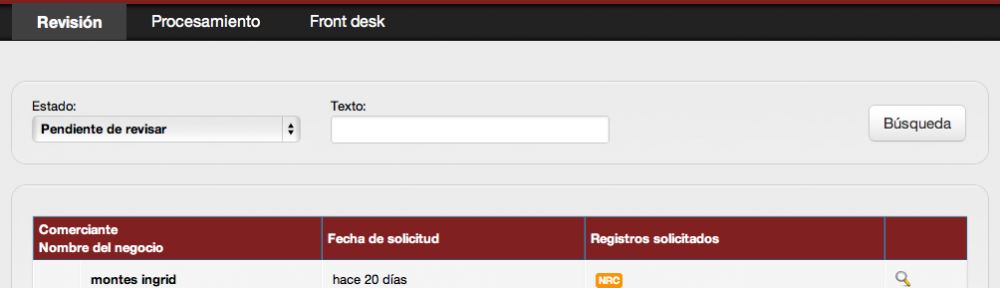 Revisión Procesamiento Front desk
Estado: Texto:
Pendiente de revisar Búsqueda
Comerciante
Nombre del negocio Fecha de solicitud Registros solicitados
montes ingrid hace 20 días NRC